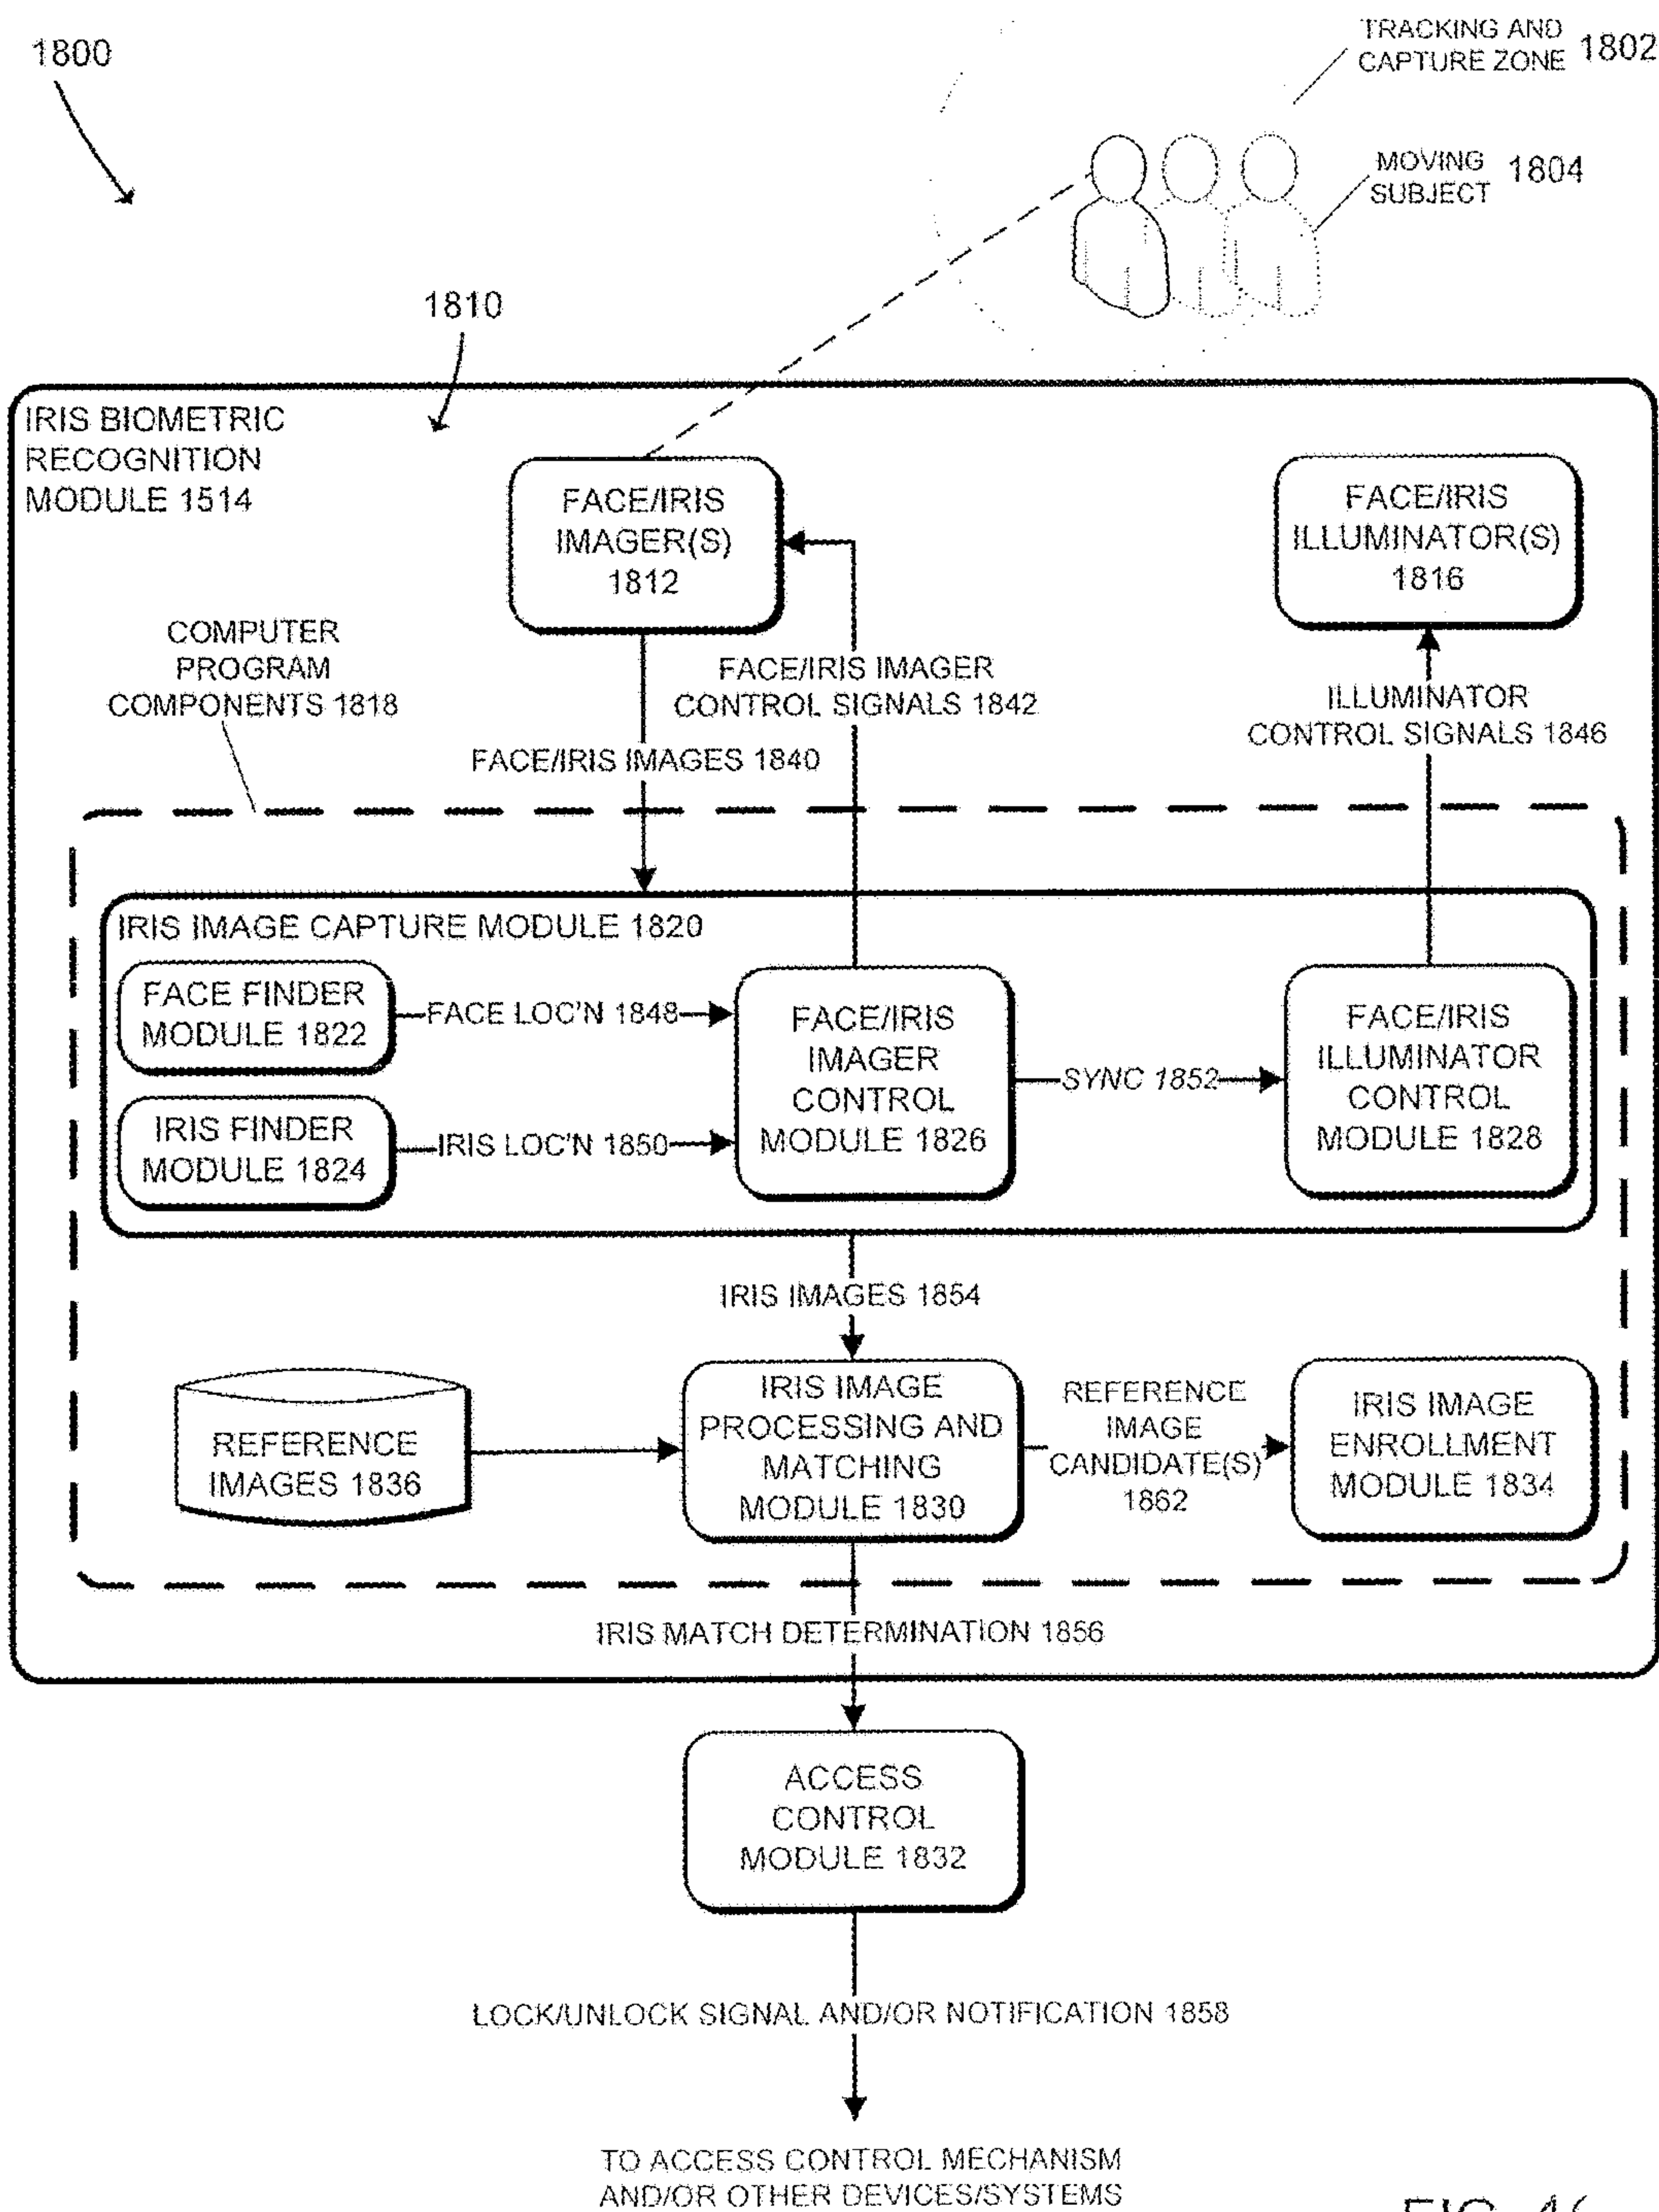 1800
TRACKING AND
CAPTURE ZONE 1802
MOVING
SUBJECT 1804
1810
IRIS BIOMETRIC
RECOGNITION
MODULE 1514
FACE/IRIS
IMAGER(S)
1812
FACE/IRIS
ILLUMINATOR(S)
1816
COMPUTER
PROGRAM
COMPONENTS 1818
FACE/IRIS IMAGER
CONTROL SIGNALS 1842
ILLUMINATOR
CONTROL SIGNALS 1846
FACE/IRIS IMAGES 1840
IRIS IMAGE CAPTURE MODULE 1820
FACE FINDER
MODULE 1822
FACE LOC'N 1848
IRIS FINDER
MODULE 1824
IRIS LOC'N 1850
FACE/IRIS
IMAGER
CONTROL
MODULE 1826
SYNC 1852
FACE/IRIS
ILLUMINATOR
CONTROL
MODULE 1828
IRIS IMAGES 1854
REFERENCE
IMAGES 1836
IRIS IMAGE
PROCESSING AND
MATCHING
MODULE 1830
REFERENCE
IMAGE
CANDIDATE(S)
1862
IRIS IMAGE
ENROLLMENT
MODULE 1834
IRIS MATCH DETERMINATION 1856
ACCESS
CONTROL
MODULE 1832
LOCK/UNLOCK SIGNAL AND/OR NOTIFICATION 1858
TO ACCESS CONTROL MECHANISM
AND/OR OTHER DEVICES/SYSTEMS
FIG.